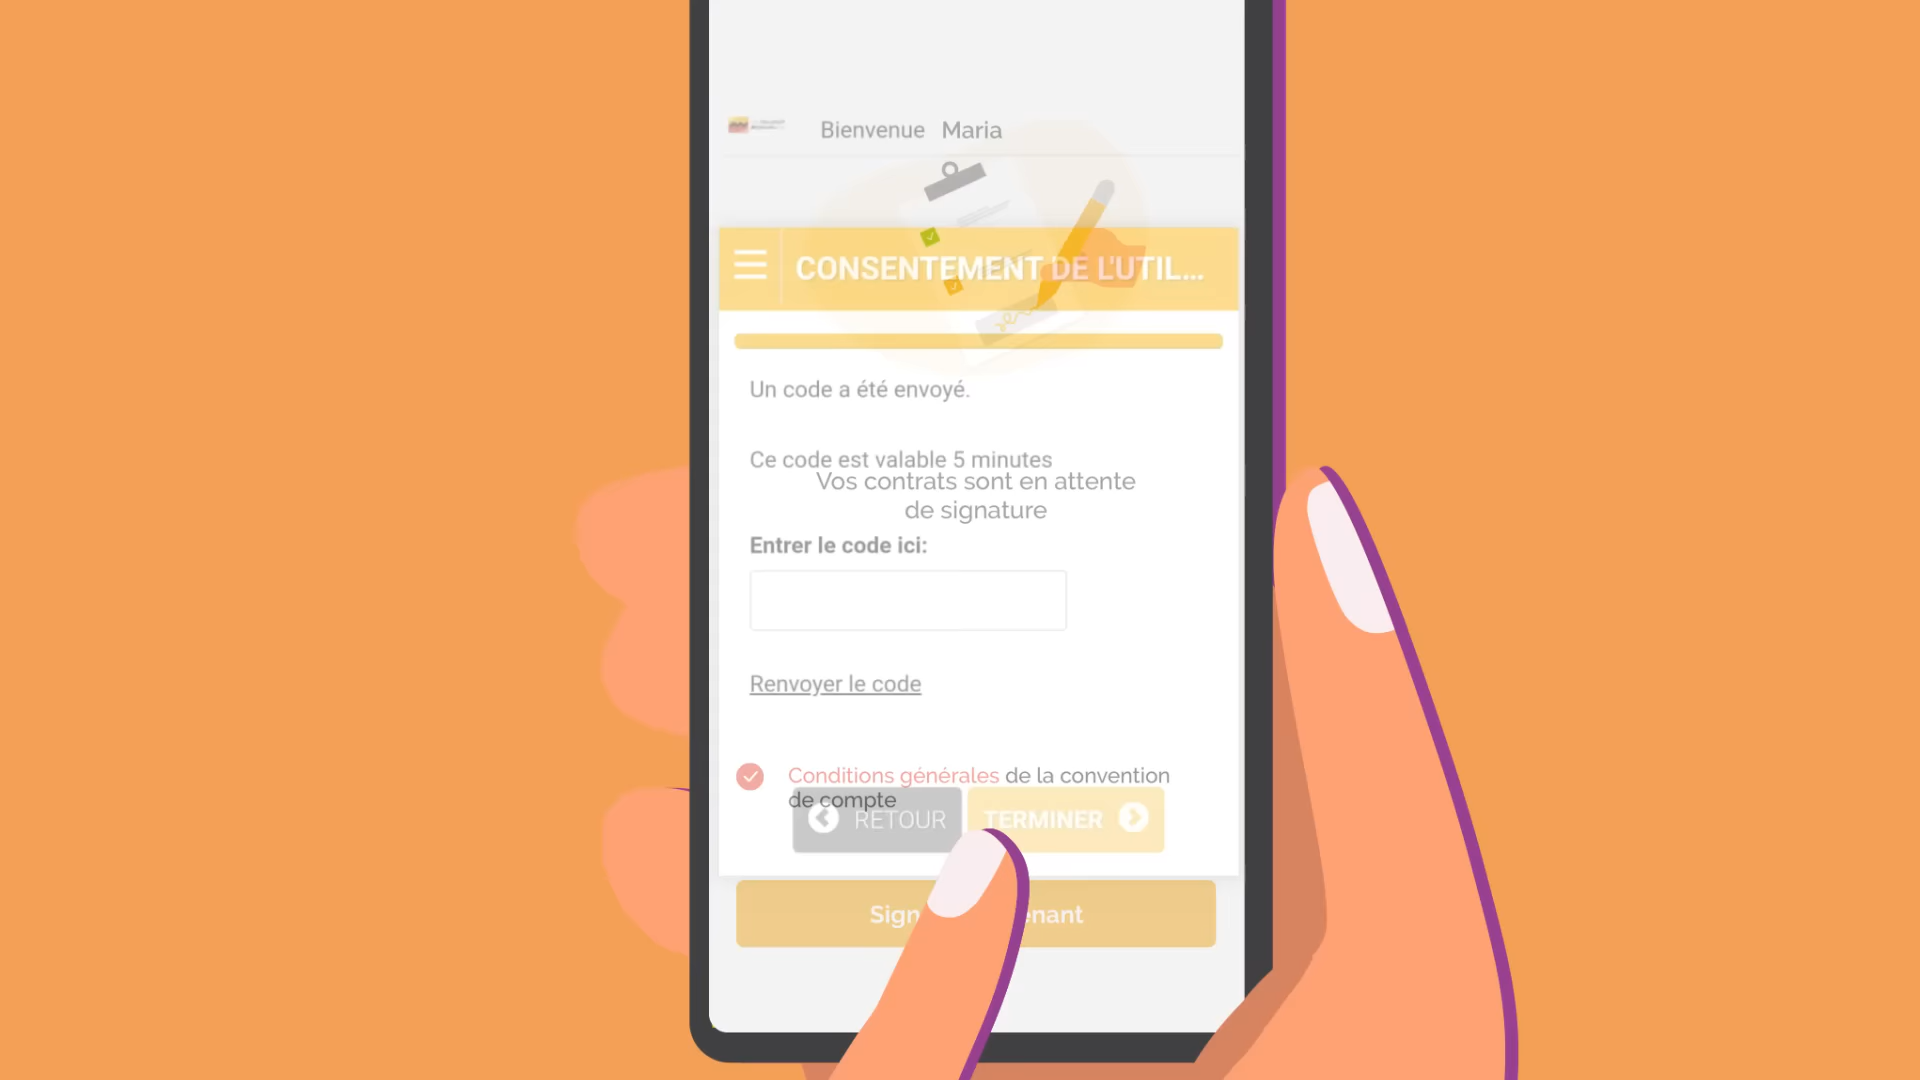 Bienvenue Maria
CONSENTEMENT DE L'UTIL...
Un code a été envoyé.
Ce code est valable 5 minutes
Vos contrats sont en attente
de signature
Entrer le code ici:
Renvoyer le code
Conditions générales de la convention
de compte
RETOUR
TERMINER